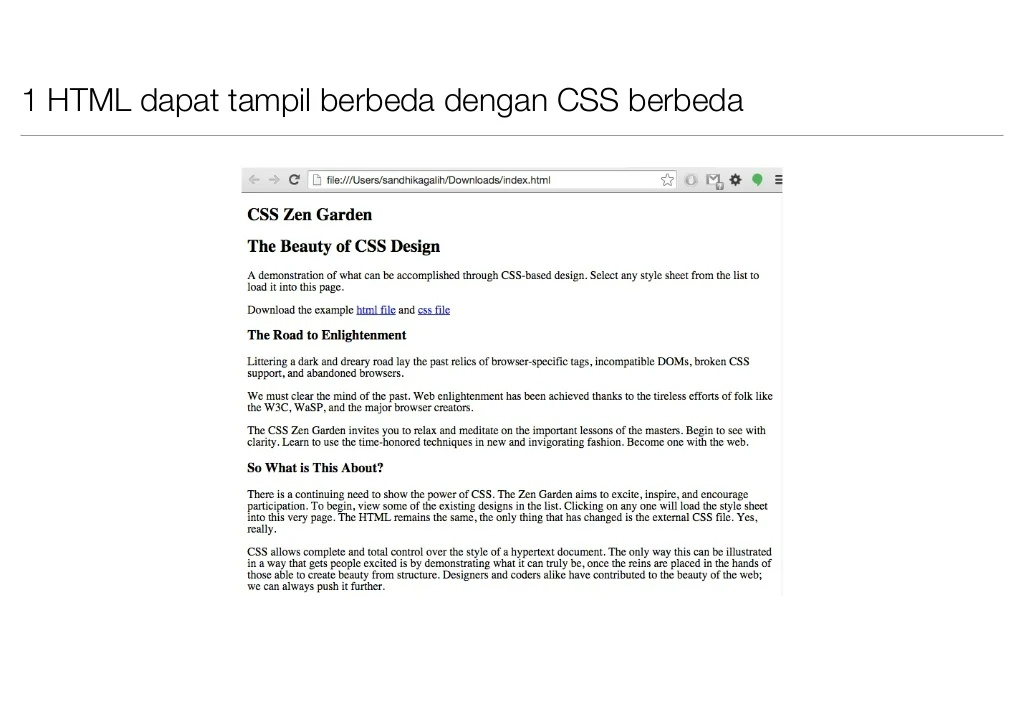 1 HTML dapat tampil berbeda dengan CSS berbeda
file:///Users/sandhikagalih/Downloads/index.html
CSS Zen Garden
The Beauty of CSS Design
A demonstration of what can be accomplished through CSS-based design. Select any style sheet from the list to
load it into this page.
Download the example html file and css file
The Road to Enlightenment
Littering a dark and dreary road lay the past relics of browser-specific tags, incompatible DOMs, broken CSS
support, and abandoned browsers.
We must clear the mind of the past. Web enlightenment has been achieved thanks to the tireless efforts of folk like
the W3C, WaSP, and the major browser creators.
The CSS Zen Garden invites you to relax and meditate on the important lessons of the masters. Begin to see with
clarity. Learn to use the time-honored techniques in new and invigorating fashion. Become one with the web.
So What is This About?
There is a continuing need to show the power of CSS. The Zen Garden aims to excite, inspire, and encourage
participation. To begin, view some of the existing designs in the list. Clicking on any one will load the style sheet
into this very page. The HTML remains the same, the only thing that has changed is the external CSS file. Yes,
really.
CSS allows complete and total control over the style of a hypertext document. The only way this can be illustrated
in a way that gets people excited is by demonstrating what it can truly be, once the reins are placed in the hands of
those able to create beauty from structure. Designers and coders alike have contributed to the beauty of the web;
we can always push it further.